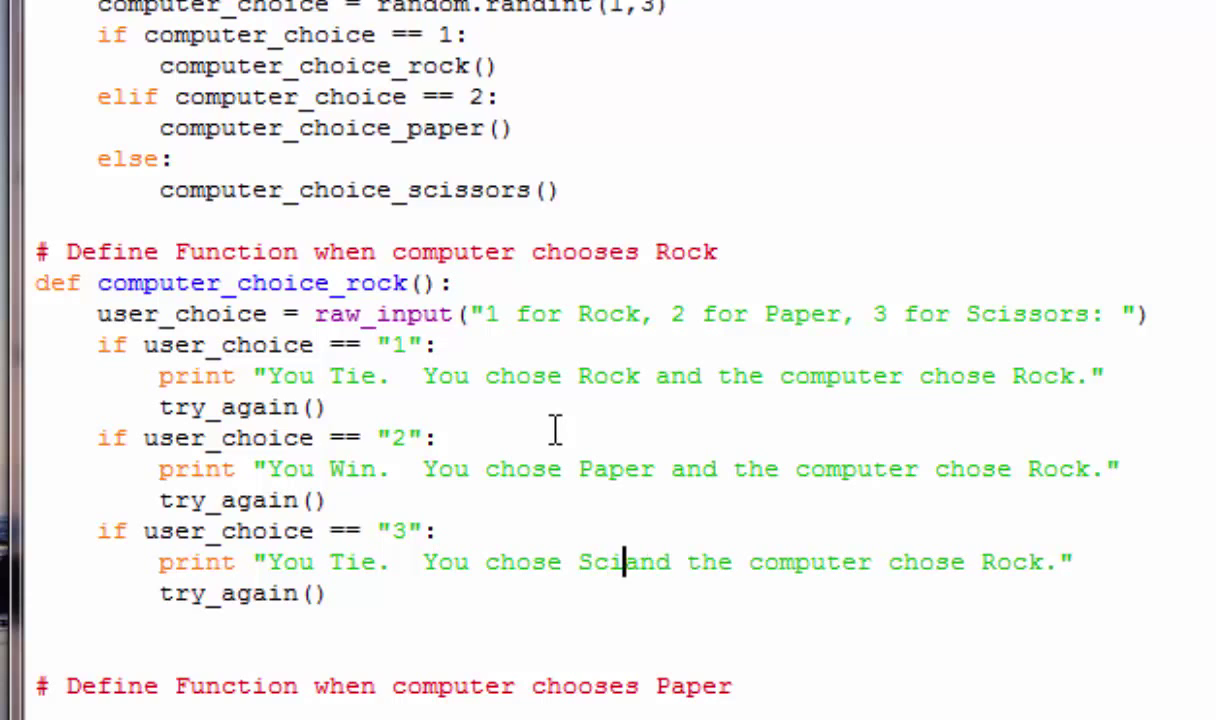 computer_choice = random.randint(1,3)
if computer_choice == 1:
computer_choice_rock()
elif computer_choice == 2:
computer_choice_paper()
else:
computer_choice_scissors()
# Define Function when computer chooses Rock
def computer_choice_rock():
user_choice = raw_input("1 for Rock, 2 for Paper, 3 for Scissors: ")
if user_choice == "1":
print "You Tie.  You chose Rock and the computer chose Rock."
try_again()
if user_choice == "2":
print "You Win.  You chose Paper and the computer chose Rock."
try_again()
if user_choice == "3":
print "You Tie.  You chose Sciand the computer chose Rock."
try_again()
# Define Function when computer chooses Paper